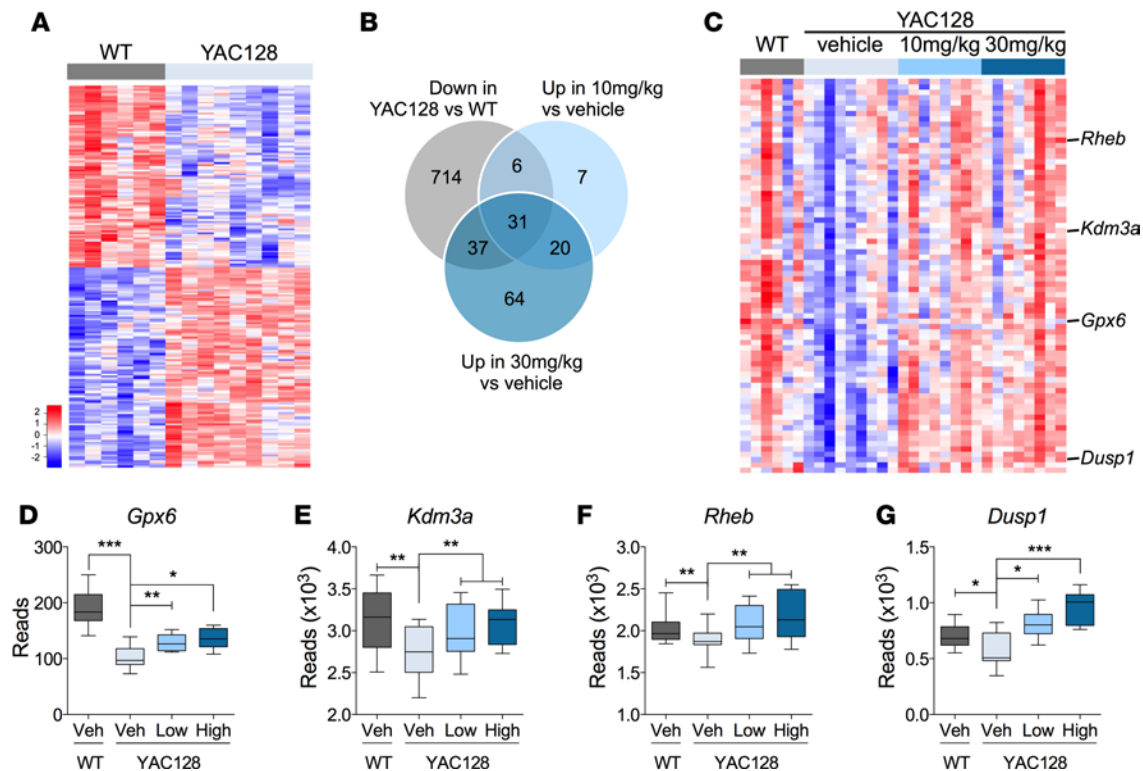 A
WT YAC128
2
1
0
-1
-2
B
Down in
YAC128 vs WT
Up in 10mg/kg
vs vehicle
714
6
7
31
37
20
64
Up in 30mg/kg
vs vehicle
C
YAC128
WT vehicle 10mg/kg 30mg/kg
Rheb
Kdm3a
Gpx6
Dusp1
D
Gpx6
Reads
300
200
100
0
***
**
*
Veh Veh Low High
WT YAC128
E
Kdm3a
Reads (x10³)
4.0
3.5
3.0
2.5
2.0
**
**
Veh Veh Low High
WT YAC128
F
Rheb
Reads (x10³)
3.0
2.5
2.0
1.5
1.0
**
**
Veh Veh Low High
WT YAC128
G
Dusp1
Reads (x10³)
1.5
1.0
0.5
0.0
***
*
*
Veh Veh Low High
WT YAC128